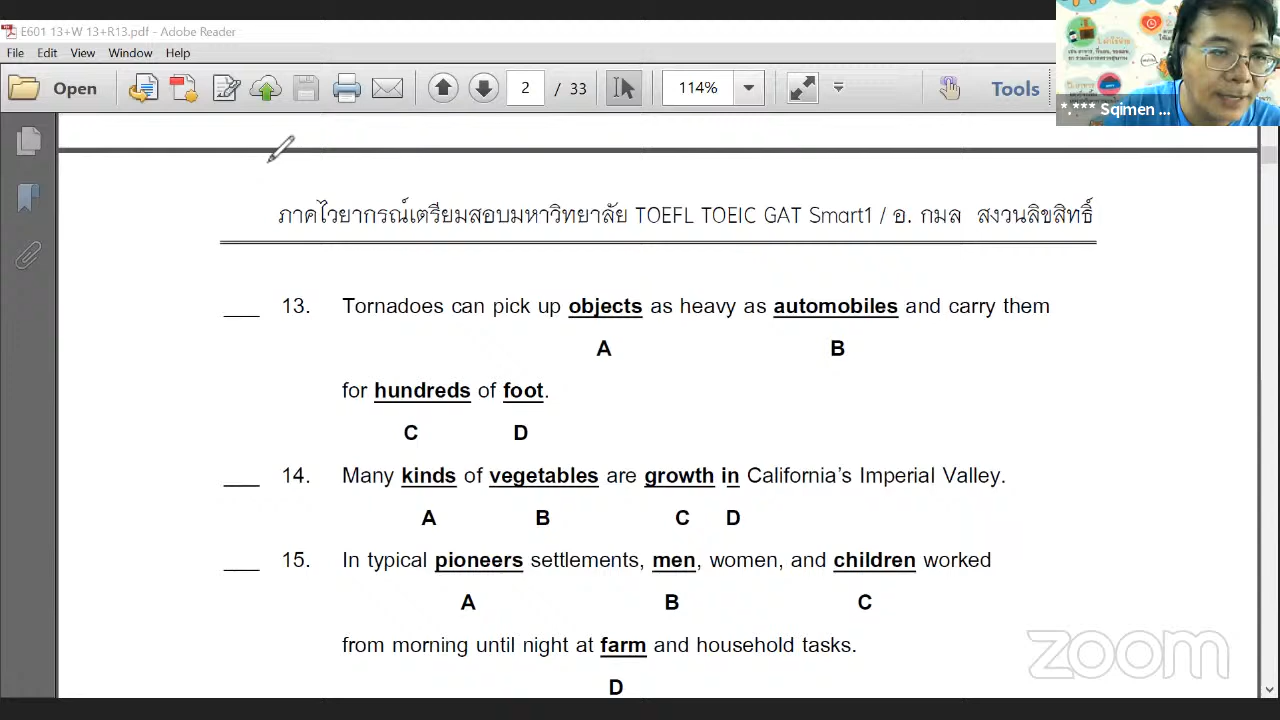 E601 13+W 13+R13.pdf - Adobe Reader
File Edit View Window Help
Open 2 / 33 114% Tools
*.*** Sqimen ...
ภาคไวยากรณ์เตรียมสอบมหาวิทยาลัย TOEFL TOEIC GAT Smart1 / อ. กมล สงวนลิขสิทธิ์
___ 13. Tornadoes can pick up objects as heavy as automobiles and carry them
A B
for hundreds of foot.
C D
___ 14. Many kinds of vegetables are growth in California's Imperial Valley.
A B C D
___ 15. In typical pioneers settlements, men, women, and children worked
A B C
from morning until night at farm and household tasks.
D
zoom